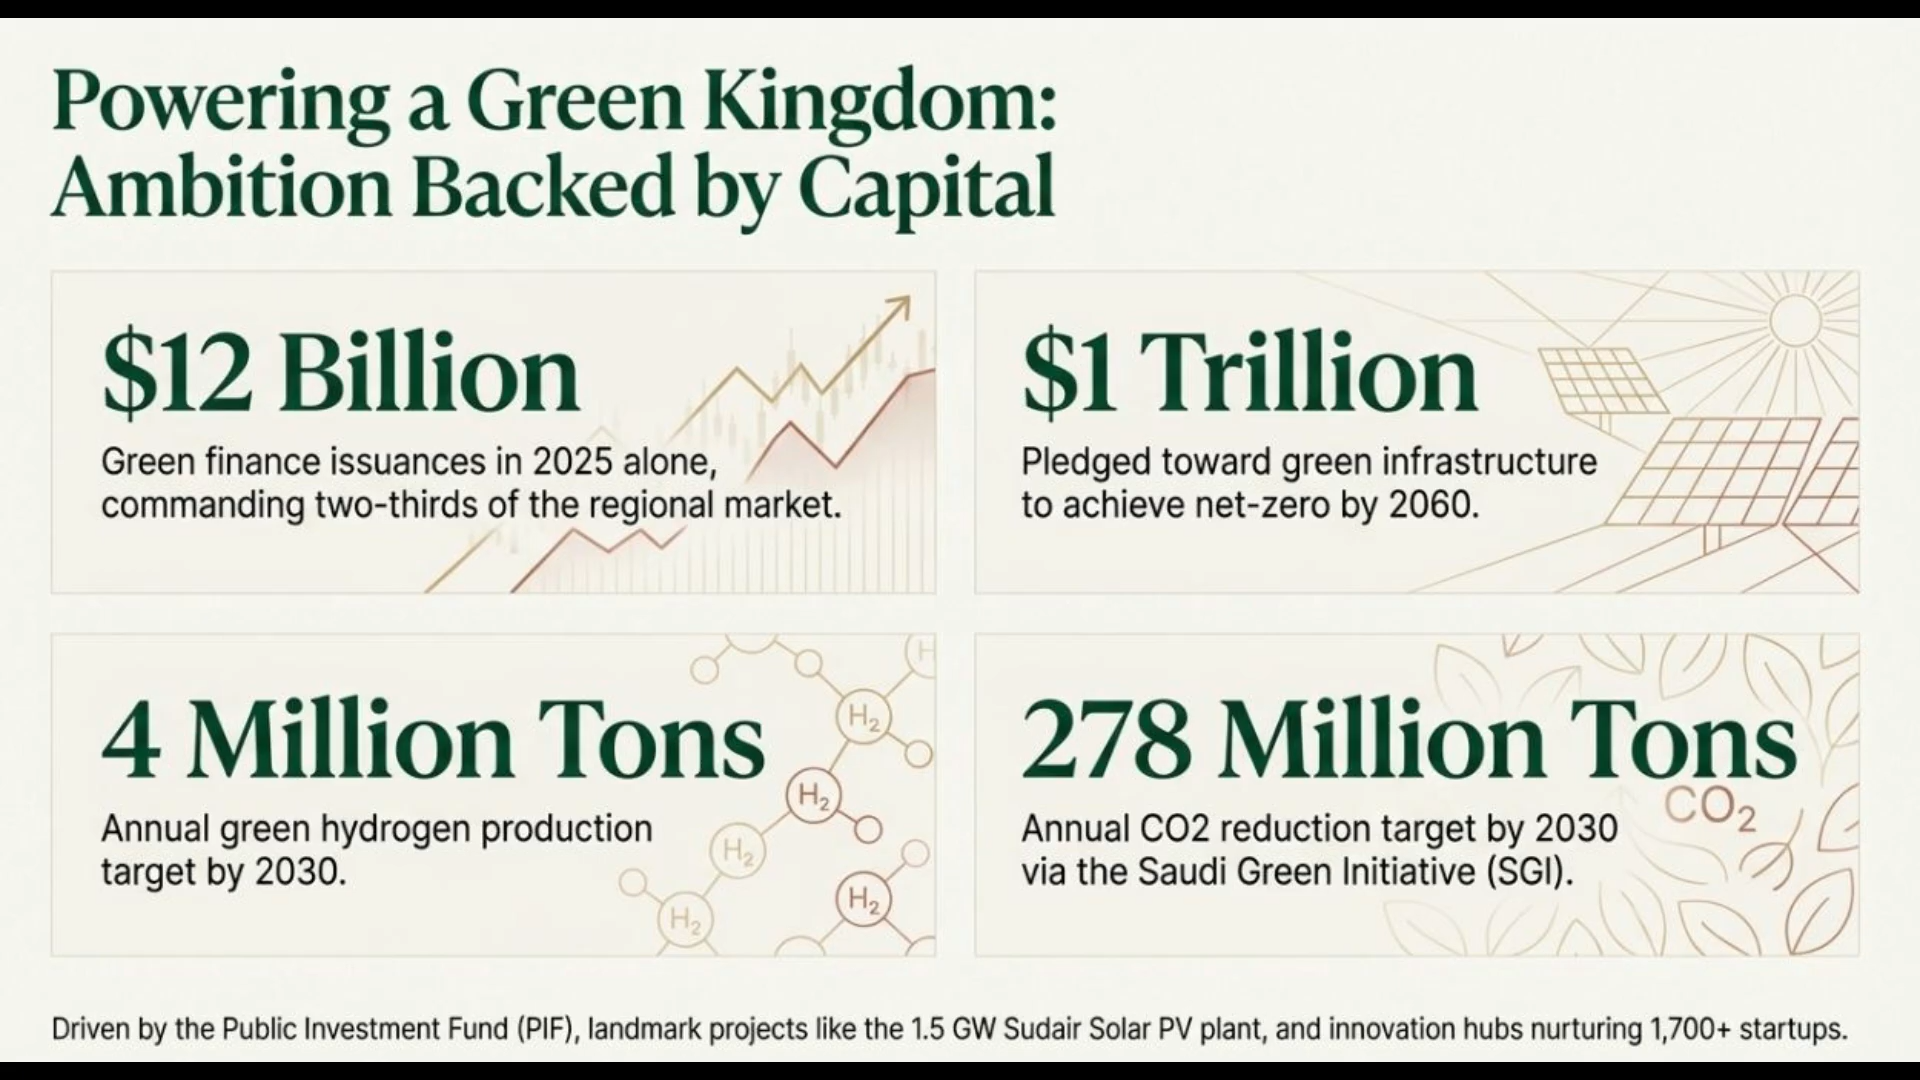 Powering a Green Kingdom:
Ambition Backed by Capital
$12 Billion
Green finance issuances in 2025 alone,
commanding two-thirds of the regional market.
$1 Trillion
Pledged toward green infrastructure
to achieve net-zero by 2060.
4 Million Tons
Annual green hydrogen production
target by 2030.
H
H₂
H₂
H₂
H₂
H₂
278 Million Tons
CO₂
Annual CO2 reduction target by 2030
via the Saudi Green Initiative (SGI).
Driven by the Public Investment Fund (PIF), landmark projects like the 1.5 GW Sudair Solar PV plant, and innovation hubs nurturing 1,700+ startups.